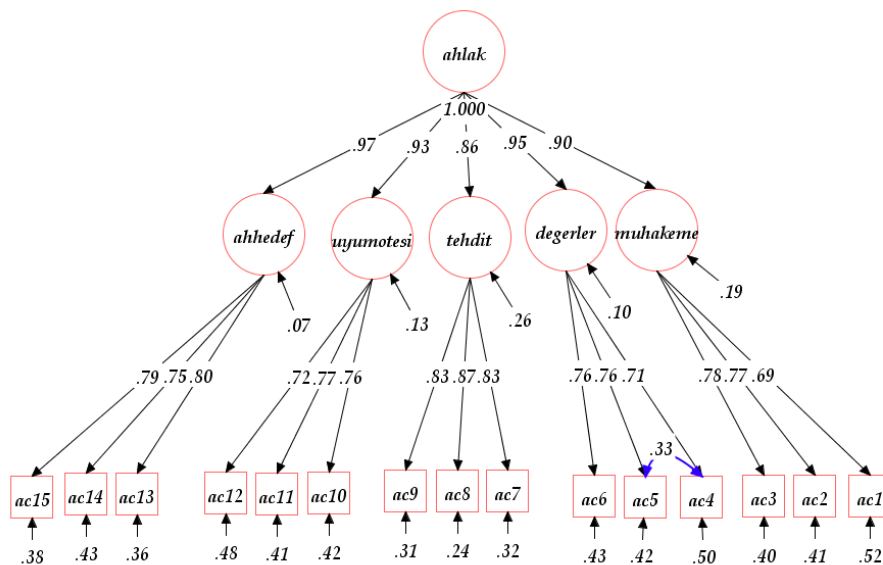 ahlak
1.000
.97 .93 .86 .95 .90
ahhedef uyumotesi tehdit degerler muhakeme
.07 .13 .26 .10 .19
.79 .75 .80 .72 .77 .76 .83 .87 .83 .76 .76 .71 .78 .77 .69
.33
ac15 ac14 ac13 ac12 ac11 ac10 ac9 ac8 ac7 ac6 ac5 ac4 ac3 ac2 ac1
.38 .43 .36 .48 .41 .42 .31 .24 .32 .43 .42 .50 .40 .41 .52